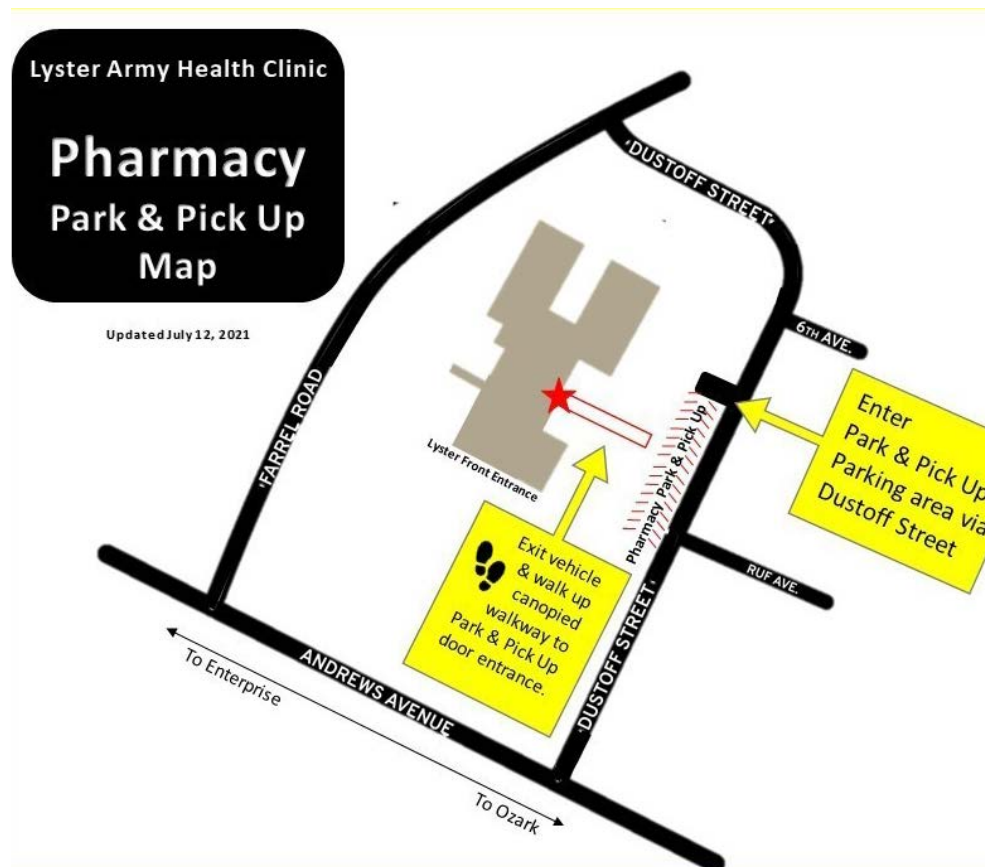 Lyster Army Health Clinic
Pharmacy
Park & Pick Up
Map
Updated July 12, 2021
'DUSTOFF STREET'
6TH AVE.
'FARREL ROAD'
Enter
Park & Pick Up
Parking area via
Dustoff Street
Pharmacy Park & Pick Up
Lyster Front Entrance
Exit vehicle
& walk up
canopied
walkway to
Park & Pick Up
door entrance.
RUF AVE.
'DUSTOFF STREET'
ANDREWS AVENUE
To Enterprise
To Ozark